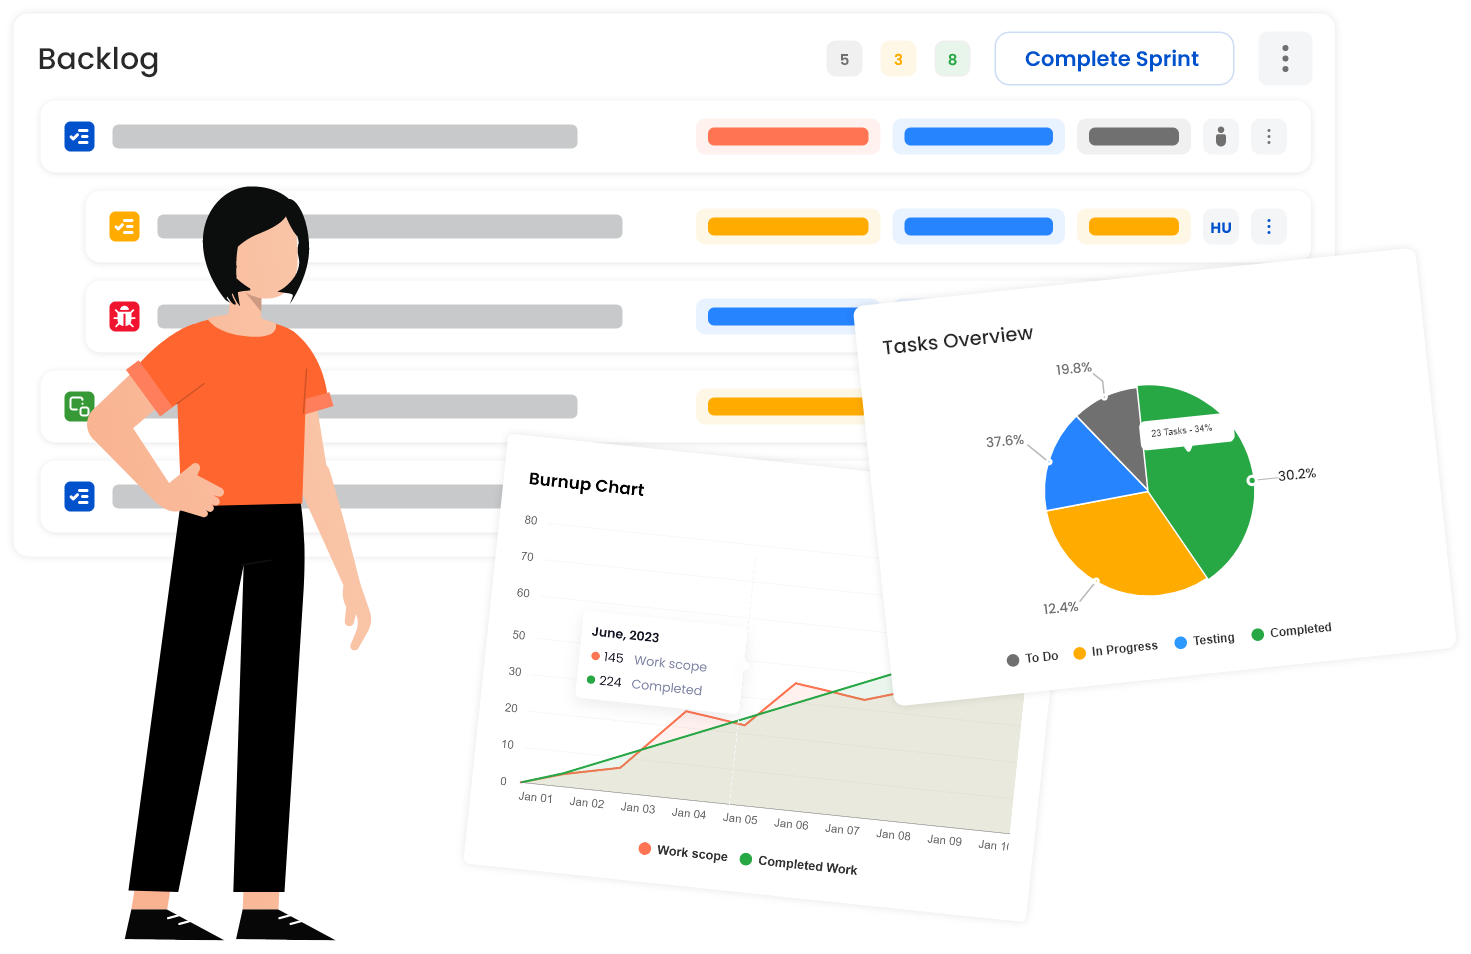 Backlog
5 3 8 Complete Sprint
HU
Tasks Overview
19.8%
23 Tasks - 34%
37.6%
30.2%
12.4%
To Do In Progress Testing Completed
Burnup Chart
80
70
60
50
30
20
10
0
June, 2023
145 Work scope
224 Completed
Jan 01 Jan 02 Jan 03 Jan 04 Jan 05 Jan 06 Jan 07 Jan 08 Jan 09 Jan
Work scope Completed Work